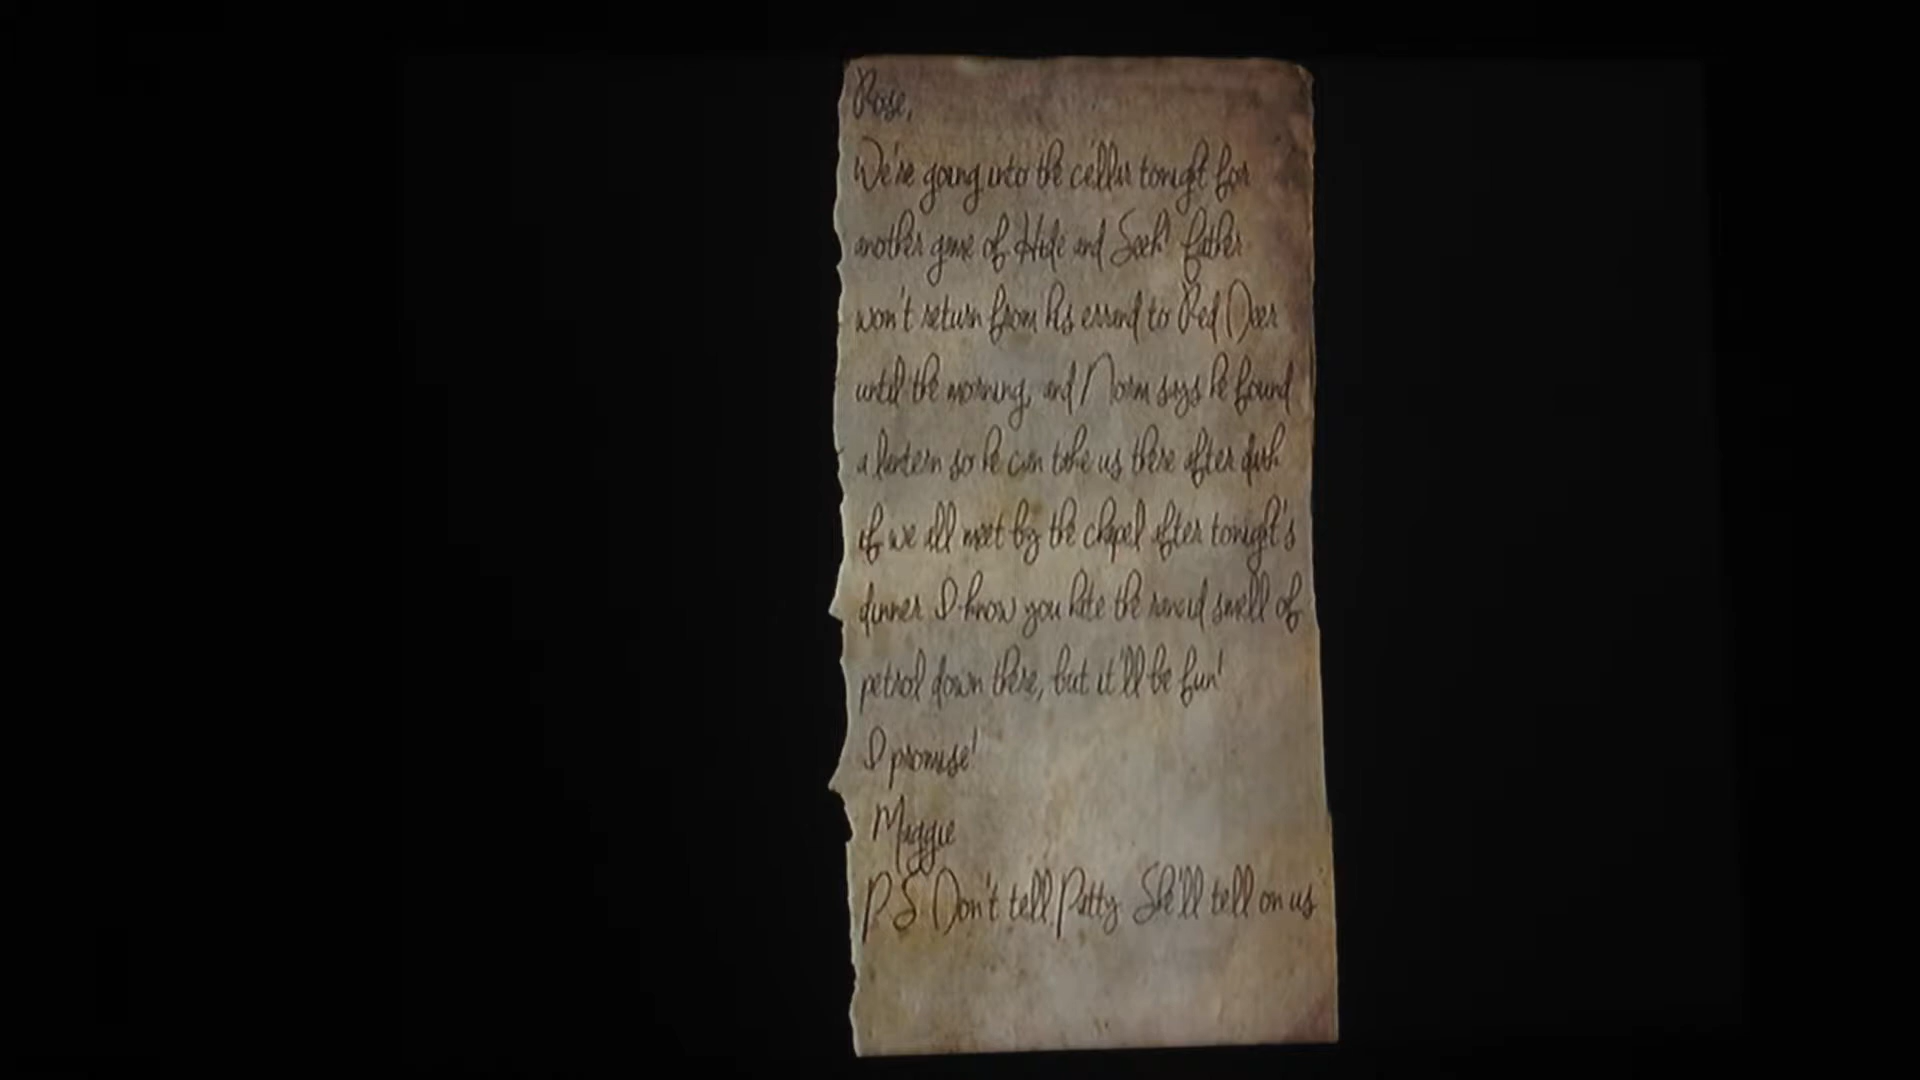 Rose,
We're going into the cellar tonight for
another game of Hide and Seek! Father
won't return from his errand to Red Deer
until the morning, and Norm says he found
a lantern so he can take us there after dark
if we all meet by the chapel after tonight's
dinner I know you hate the rancid smell of
petrol down there, but it'll be fun!
I promise!
Maggie
P S Don't tell Patty She'll tell on us